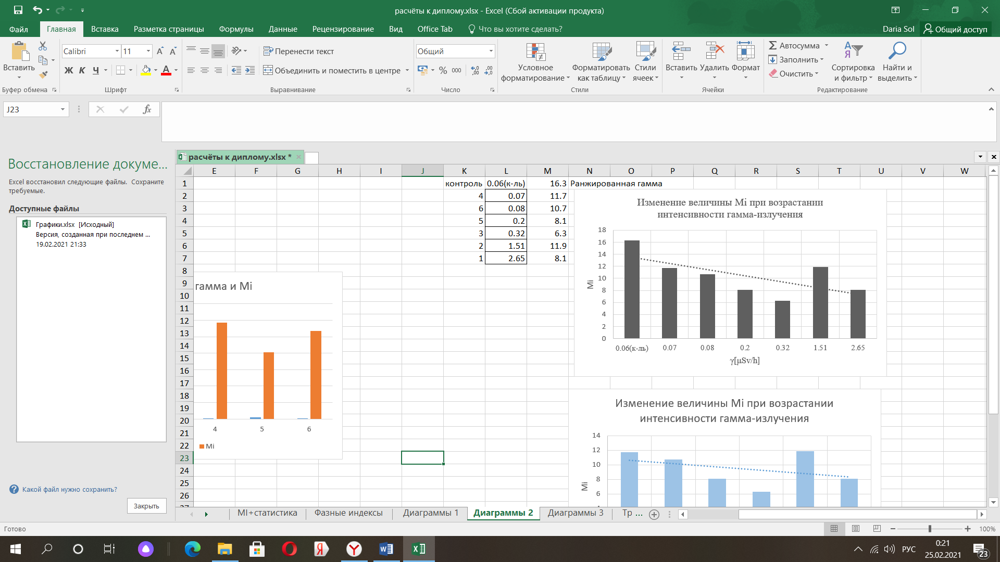 расчёты к диплому.xlsx - Excel (Сбой активации продукта)
Файл Главная Вставка Разметка страницы Формулы Данные Рецензирование Вид Office Tab Что вы хотите сделать? Daria Sol Общий доступ
Вставить
Буфер обмена
Calibri 11
Ж К Ч А
Шрифт
Перенести текст
Объединить и поместить в центре
Выравнивание
Общий
% 000
Число
Условное форматирование
Форматировать как таблицу
Стили ячеек
Стили
Вставить Удалить Формат
Ячейки
Автосумма
Заполнить
Очистить
Сортировка и фильтр
Найти и выделить
Редактирование
J23 fx
расчёты к диплому.xlsx *
Восстановление докуме...
Excel восстановил следующие файлы. Сохраните
требуемые.
Доступные файлы
Графики.xlsx [Исходный]
Версия, созданная при последнем ...
19.02.2021 21:33
Какой файл нужно сохранить?
Закрыть
E F G H I J K L M N O P Q R S T U V W
1 контроль 0.06(к-ль) 16.3 Ранжированная гамма
2 4 0.07 11.7
3 6 0.08 10.7
4 5 0.2 8.1
5 3 0.32 6.3
6 2 1.51 11.9
7 1 2.65 8.1
8
9
10
11
12
13
14
15
16
17
18
19
20
21
22
23
24
25
26
27
гамма и Mi
4 5 6
Mi
Изменение величины Mi при возрастании
интенсивности гамма-излучения
18
16
14
12
10
8
6
4
2
0
Mi
0.06(к-ль) 0.07 0.08 0.2 0.32 1.51 2.65
γ[μSv/h]
Изменение величины Mi при возрастании
интенсивности гамма-излучения
14
12
10
8
6
Mi
MI+статистика Фазные индексы Диаграммы 1 Диаграммы 2 Диаграммы 3 Тр ...
Готово
100%
РУС
0:21
25.02.2021
23